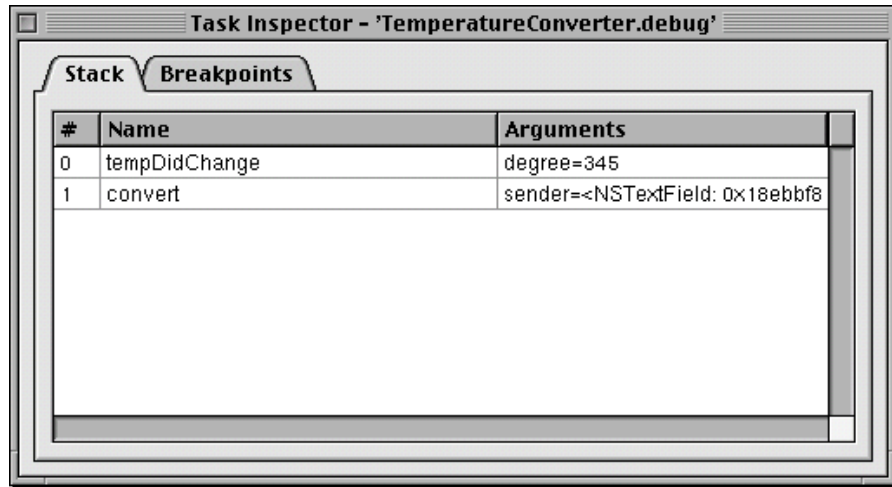 Task Inspector - 'TemperatureConverter.debug'
Stack Breakpoints
# Name Arguments
0 tempDidChange degree=345
1 convert sender=<NSTextField: 0x18ebbf8